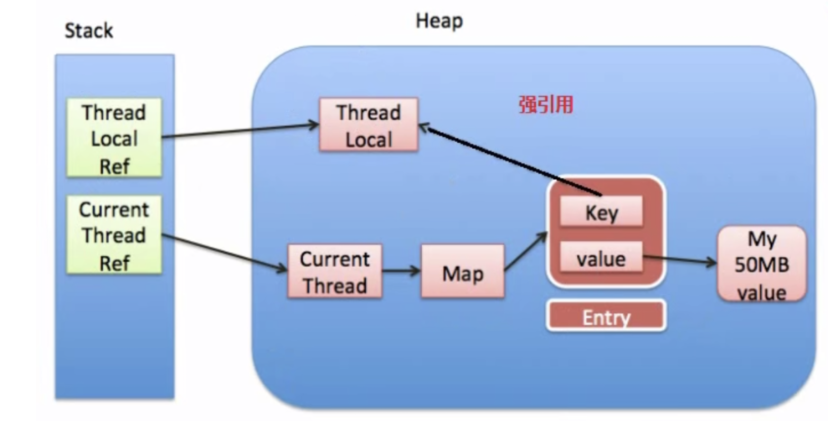 Stack
Heap
Thread
Local
Ref
Thread
Local
强引用
Current
Thread
Ref
Key
value
Current
Thread
Map
My
50MB
value
Entry